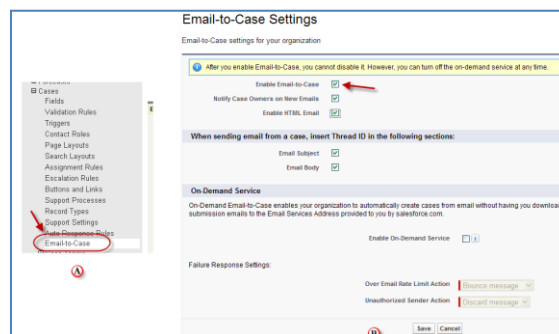 Email-to-Case Settings
Email-to-Case settings for your organization
After you enable Email-to-Case, you cannot disable it. However, you can turn off the on-demand service at any time.
Enable Email-to-Case
Notify Case Owners on New Emails
Enable HTML Email
When sending email from a case, insert Thread ID in the following sections:
Email Subject
Email Body
On-Demand Service
On-Demand Email-to-Case enables your organization to automatically create cases from email without having you download
submission emails to the Email Services Address provided to you by salesforce.com.
Enable On-Demand Service
Failure Response Settings:
Over Email Rate Limit Action Bounce message
Unauthorized Sender Action Discard message
Save Cancel
B
Cases
Fields
Validation Rules
Triggers
Contact Roles
Page Layouts
Search Layouts
Assignment Rules
Escalation Rules
Buttons and Links
Support Processes
Record Types
Support Settings
Auto Response Rules
Email-to-Case
A